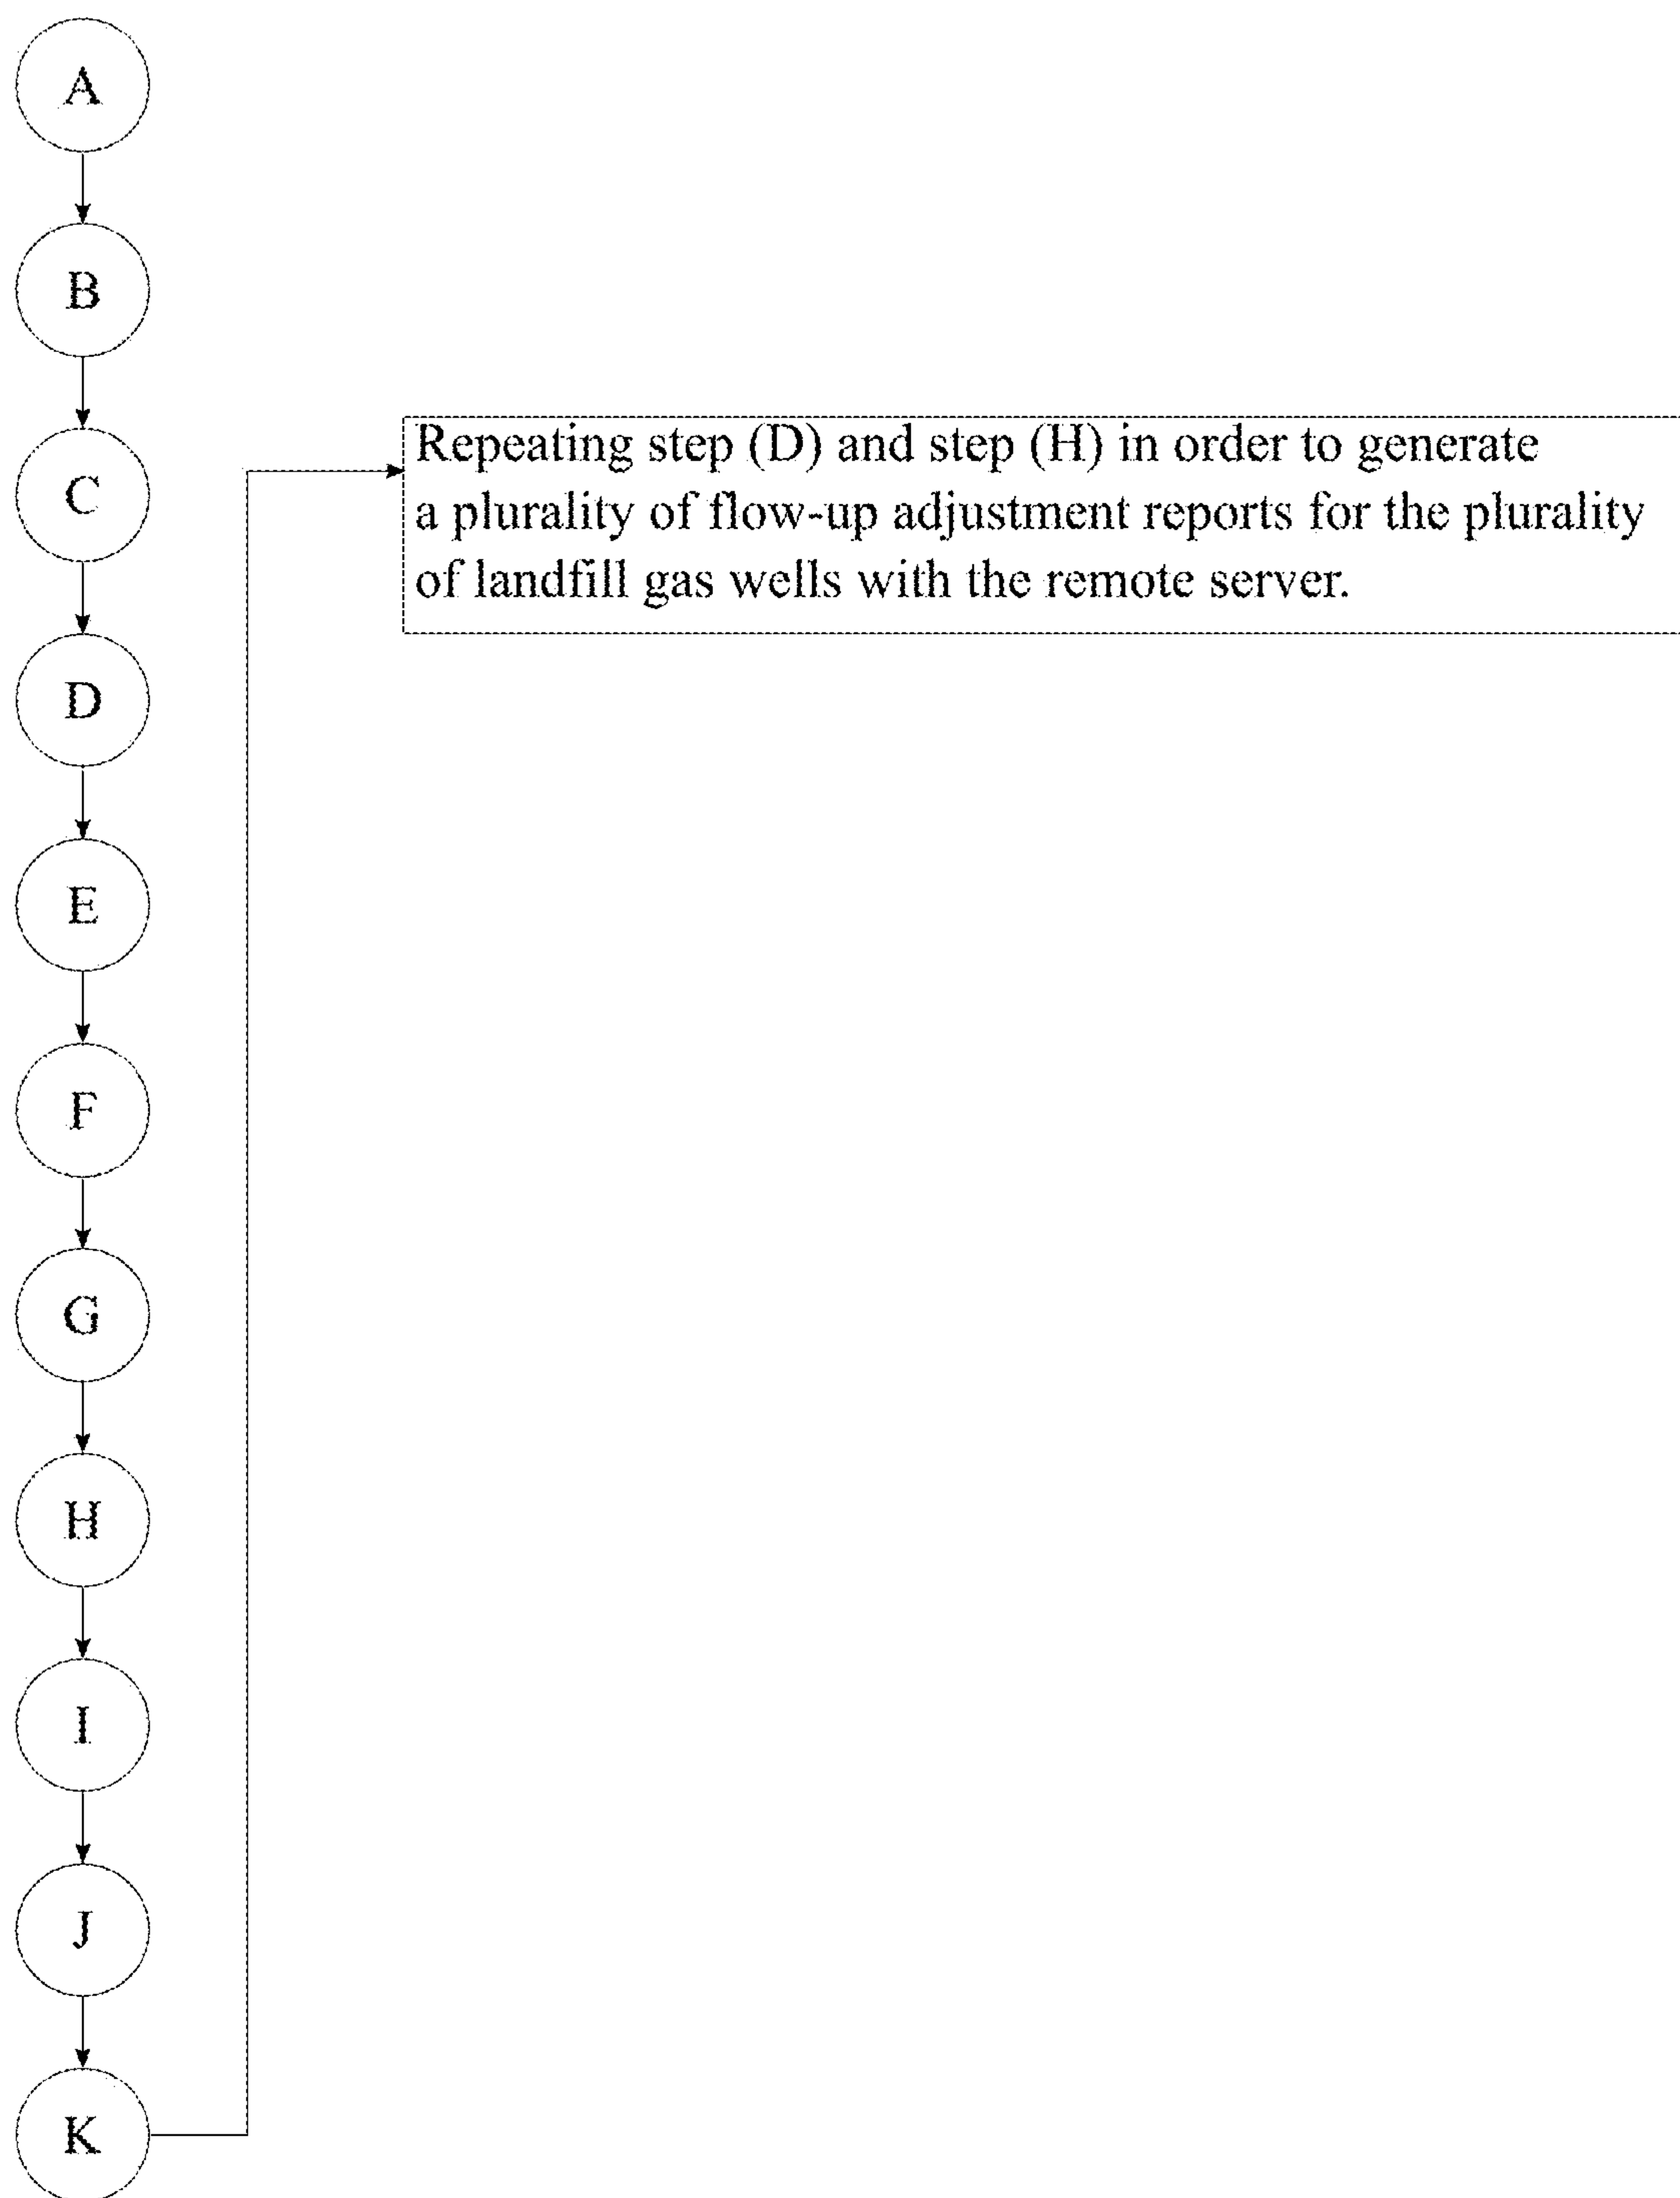 A
B
C
Repeating step (D) and step (H) in order to generate
a plurality of flow-up adjustment reports for the plurality
of landfill gas wells with the remote server.
D
E
F
G
H
I
J
K